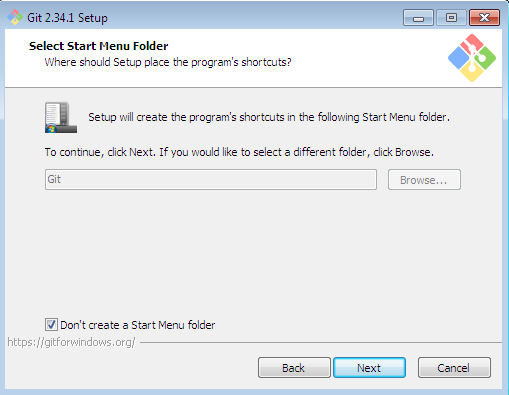 Git 2.34.1 Setup
Select Start Menu Folder
Where should Setup place the program's shortcuts?
Setup will create the program's shortcuts in the following Start Menu folder.
To continue, click Next. If you would like to select a different folder, click Browse.
Git
Browse...
Don't create a Start Menu folder
https://gitforwindows.org/
Back
Next
Cancel